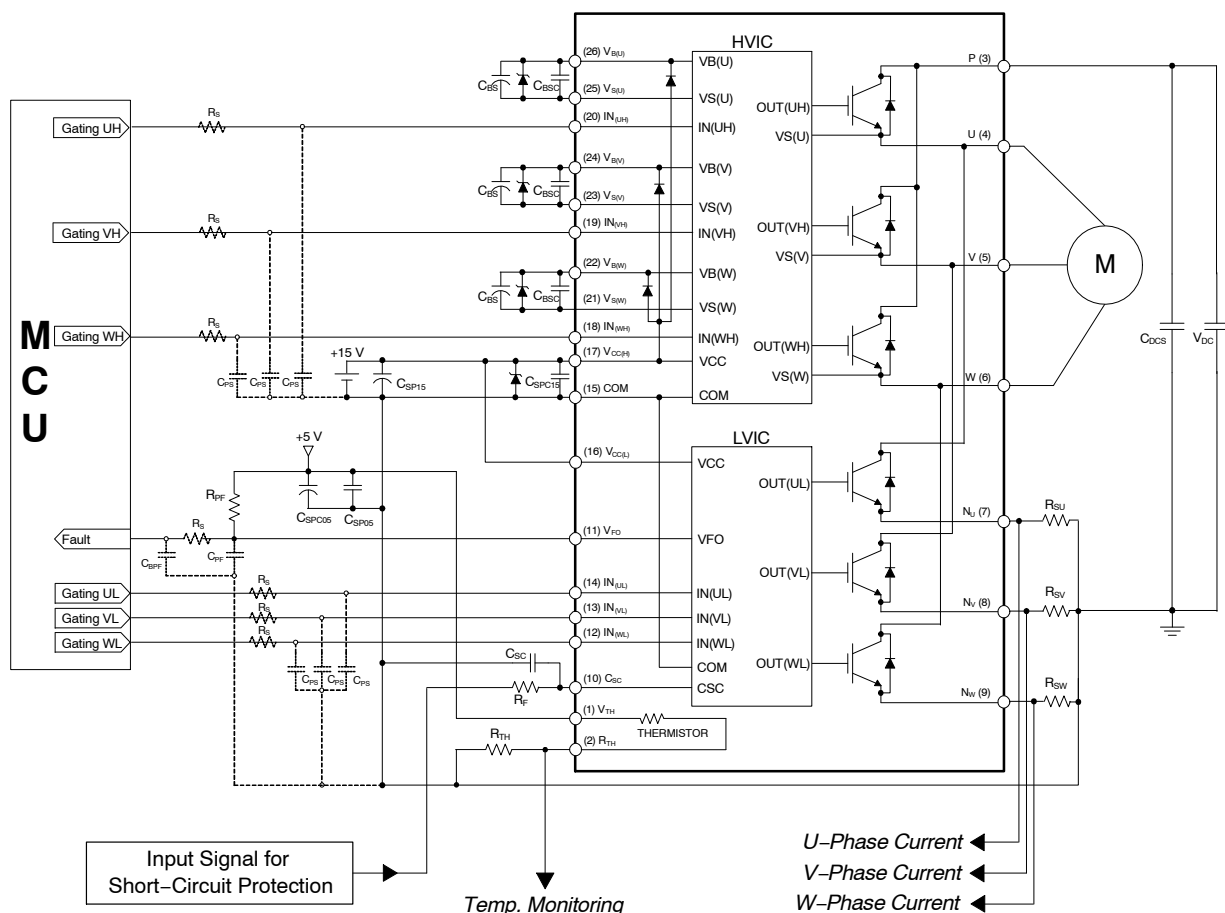 HVIC
(26) VB(U)
VB(U)
P (3)
CBS
CBSC
(25) VS(U)
VS(U)
OUT(UH)
Gating UH
RS
(20) IN(UH)
IN(UH)
VS(U)
U (4)
(24) VB(V)
VB(V)
CBS
CBSC
(23) VS(V)
VS(V)
OUT(VH)
Gating VH
RS
(19) IN(VH)
IN(VH)
VS(V)
V (5)
M
(22) VB(W)
VB(W)
CBS
CBSC
(21) VS(W)
VS(W)
MCU
Gating WH
RS
(18) IN(WH)
IN(WH)
OUT(WH)
CDCS
VDC
+15 V
(17) VCC(H)
VCC
VS(W)
W (6)
CPS
CPS
CPS
CSP15
CSPC15
(15) COM
COM
+5 V
LVIC
(16) VCC(L)
VCC
OUT(UL)
RPF
CSPC05
CSP05
NU (7)
RSU
Fault
RS
CBPF
CPF
(11) VFO
VFO
OUT(VL)
Gating UL
RS
(14) IN(UL)
IN(UL)
RSV
Gating VL
RS
(13) IN(VL)
IN(VL)
NV (8)
Gating WL
RS
(12) IN(WL)
IN(WL)
CPS
CPS
CPS
CSC
COM
OUT(WL)
(10) CSC
CSC
RF
NW (9)
RSW
(1) VTH
THERMISTOR
RTH
(2) RTH
Input Signal for
Short-Circuit Protection
Temp. Monitoring
U-Phase Current
V-Phase Current
W-Phase Current